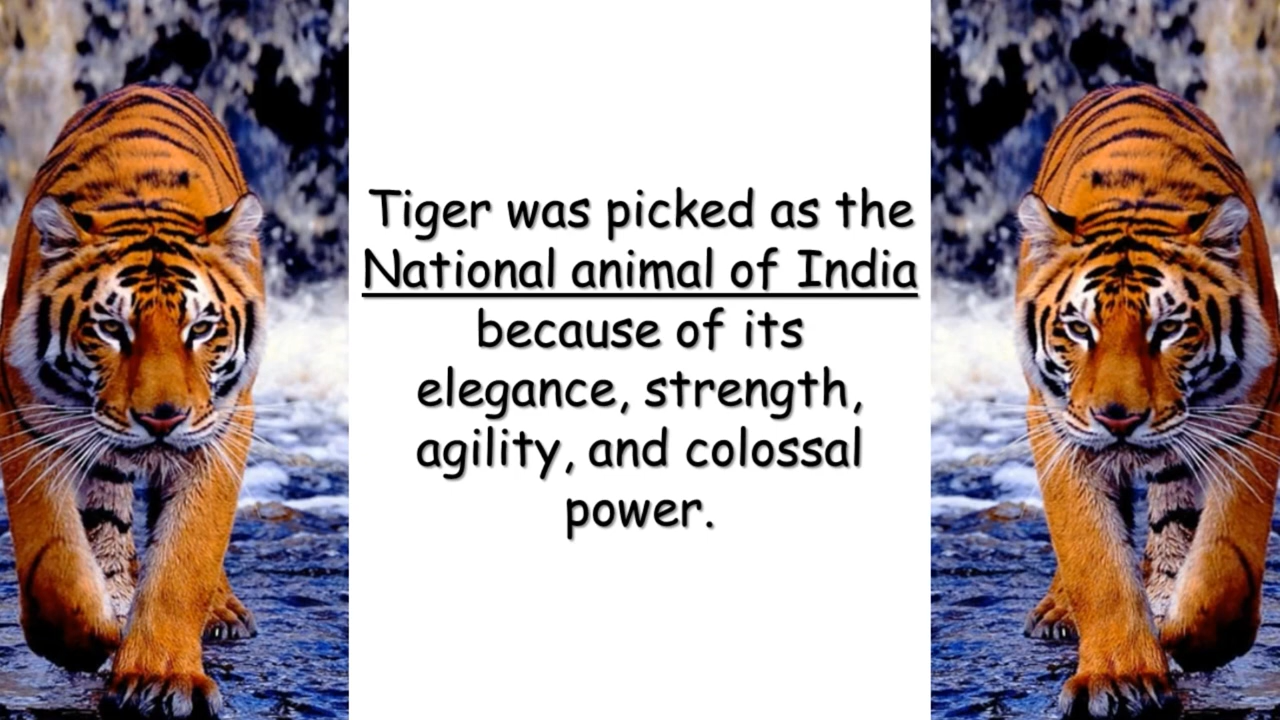 Tiger was picked as the
National animal of India
because of its
elegance, strength,
agility, and colossal
power.